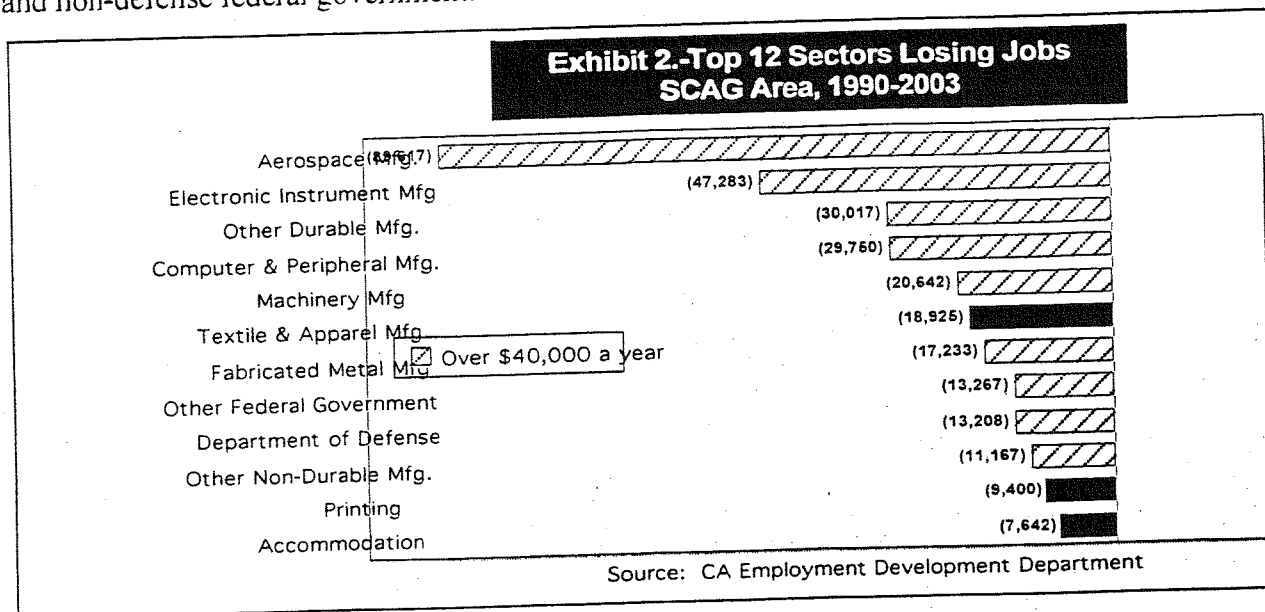 and non-defense federal government.
Exhibit 2.-Top 12 Sectors Losing Jobs
SCAG Area, 1990-2003
Aerospace Mfg.
Electronic Instrument Mfg (47,283)
Other Durable Mfg. (30,017)
Computer & Peripheral Mfg. (29,750)
Machinery Mfg (20,642)
Textile & Apparel Mfg. (18,925)
Over $40,000 a year
Fabricated Metal Mfg (17,233)
Other Federal Government (13,267)
Department of Defense (13,208)
Other Non-Durable Mfg. (11,167)
Printing (9,400)
Accommodation (7,642)
Source: CA Employment Development Department